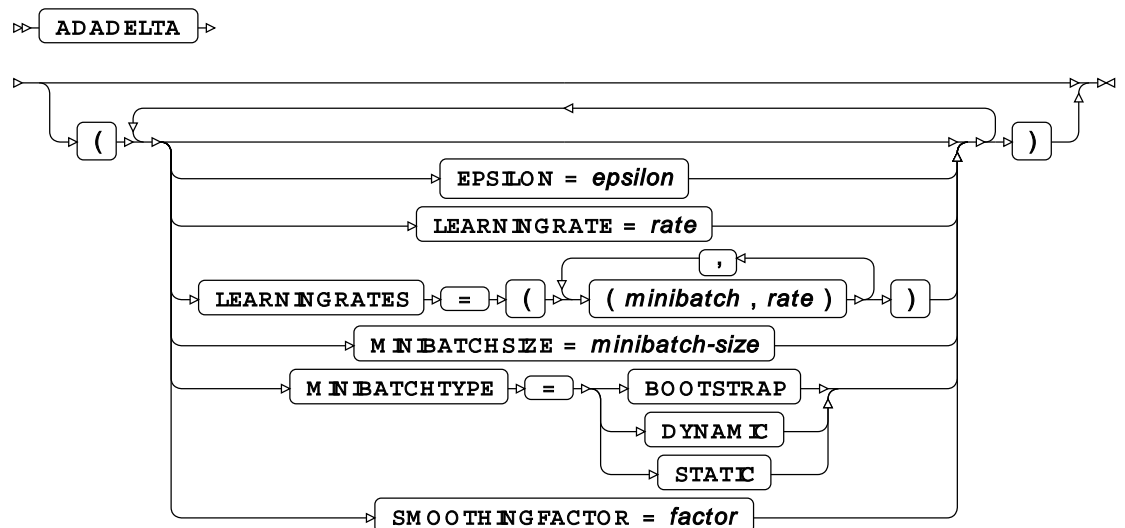 ADADELTA
( )
EPSILON = epsilon
LEARNINGRATE = rate
,
LEARNINGRATES = ( ( minibatch , rate ) )
MINIBATCHSIZE = minibatch-size
MINIBATCHTYPE = BOOTSTRAP
DYNAMIC
STATIC
SMOOTHINGFACTOR = factor